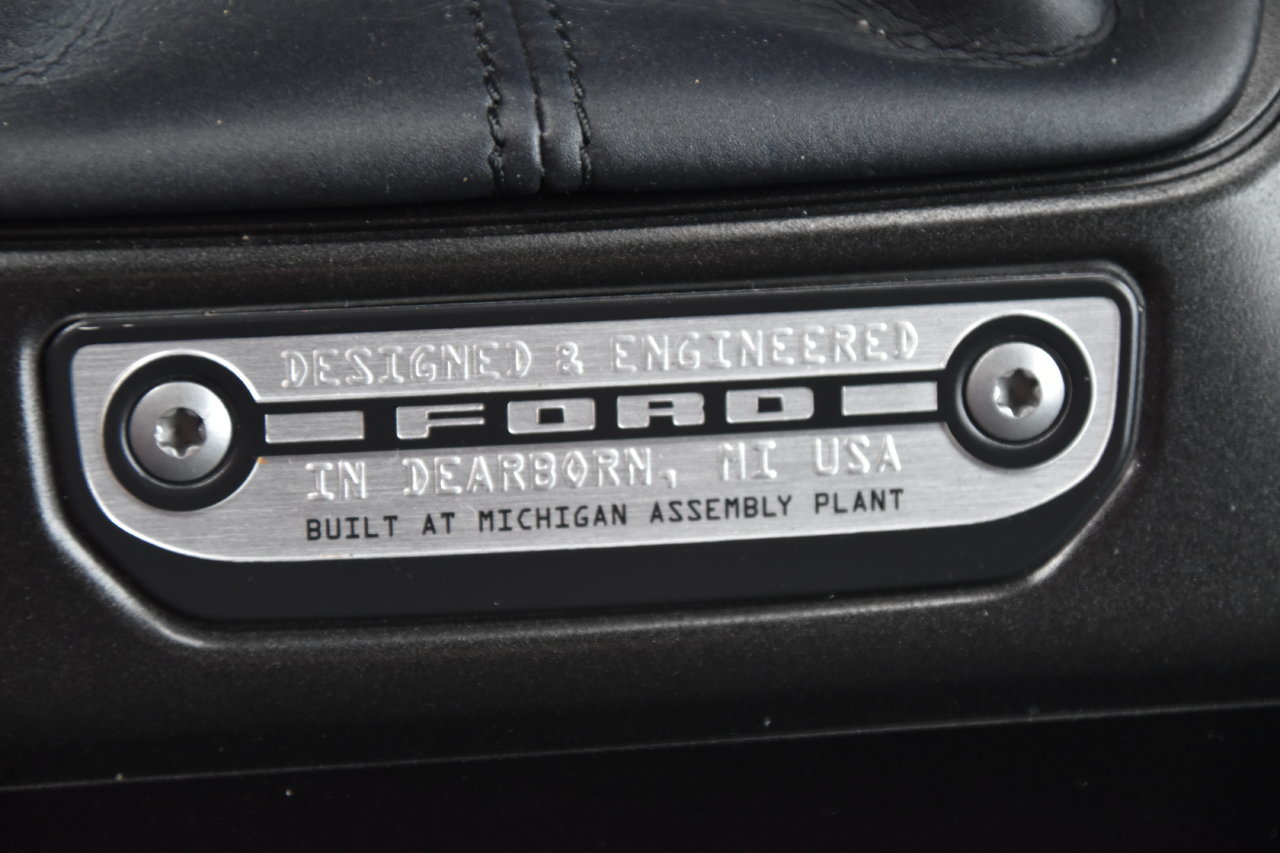 DESIGNED & ENGINEERED
FORD
IN DEARBORN, MI USA
BUILT AT MICHIGAN ASSEMBLY PLANT